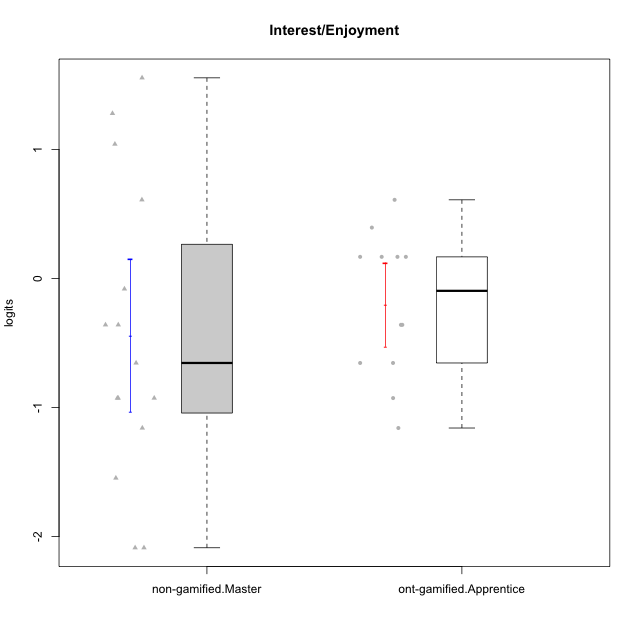 Interest/Enjoyment
1
0
-1
-2
logits
non-gamified.Master
ont-gamified.Apprentice